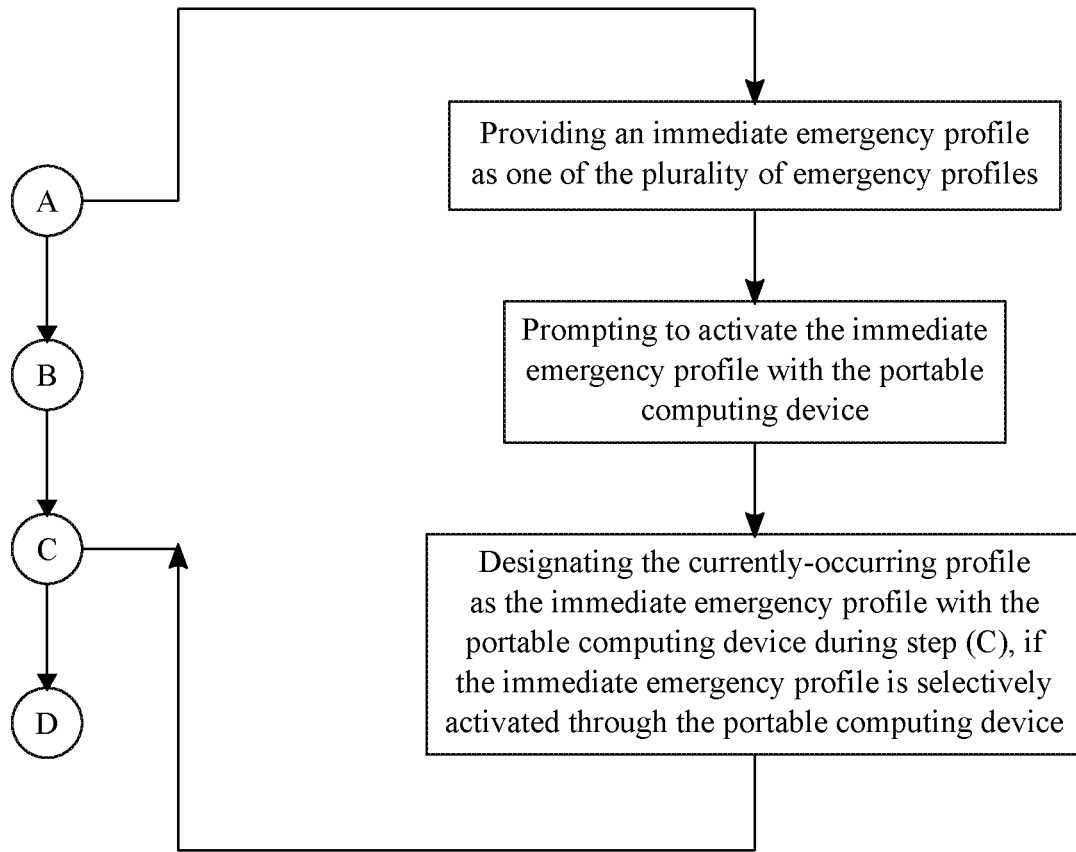 A
B
C
D
Providing an immediate emergency profile
as one of the plurality of emergency profiles
Prompting to activate the immediate
emergency profile with the portable
computing device
Designating the currently-occurring profile
as the immediate emergency profile with the
portable computing device during step (C), if
the immediate emergency profile is selectively
activated through the portable computing device